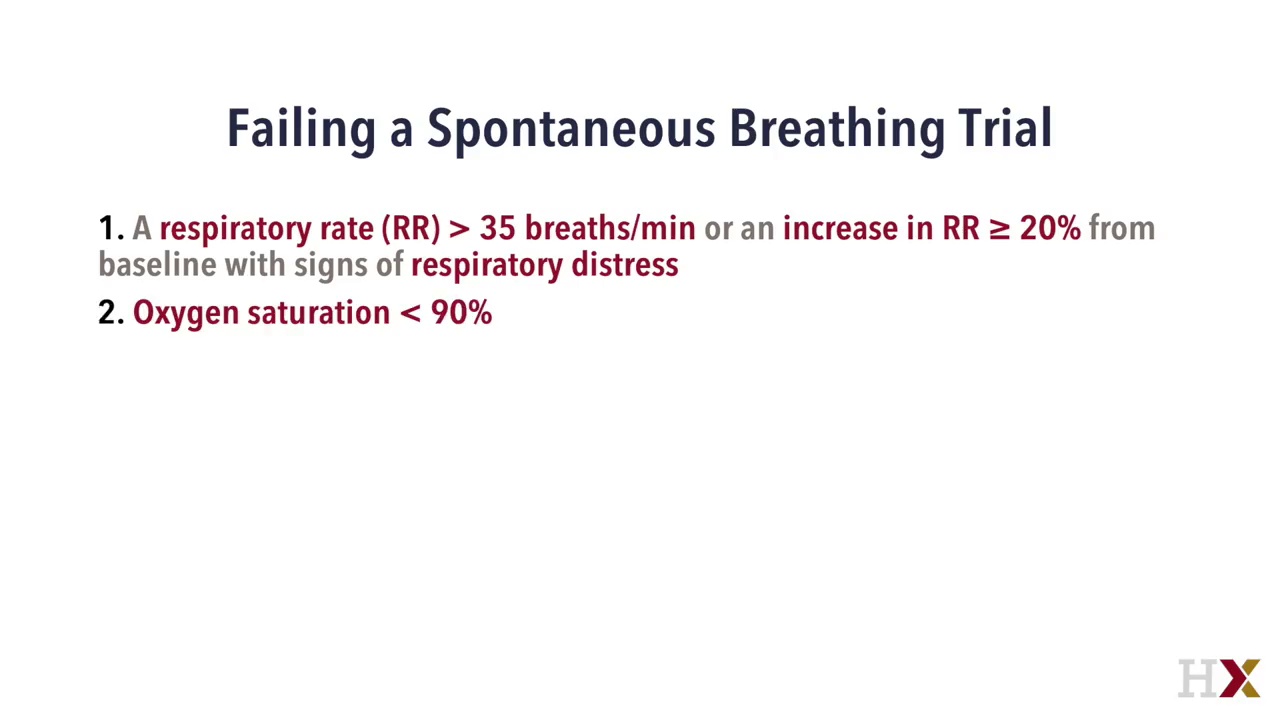 Failing a Spontaneous Breathing Trial
1. A respiratory rate (RR) > 35 breaths/min or an increase in RR ≥ 20% from
baseline with signs of respiratory distress
2. Oxygen saturation < 90%
HX